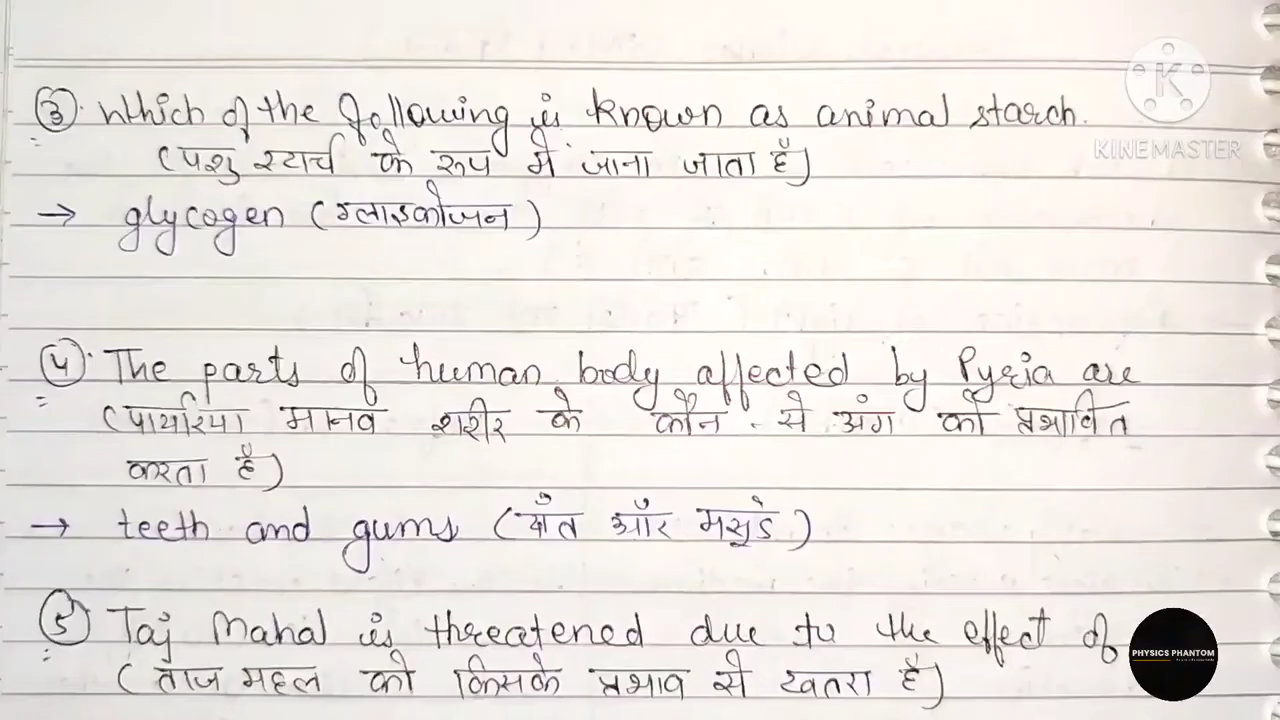 ③. Which of the following is known as animal starch.
(पशु स्टार्च के रूप में जाना जाता है)
→ glycogen (ग्लाइकोजन)
④. The parts of human body affected by Pyria are
(पायरिया मानव शरीर के कौन-से अंग को प्रभावित
करता है)
→ teeth and gums (दाँत और मसूडे)
⑤ Taj Mahal is threatened due to the effect of
(ताज महल को किसके प्रभाव से खतरा है)
K
KINEMASTER
PHYSICS PHANTOM